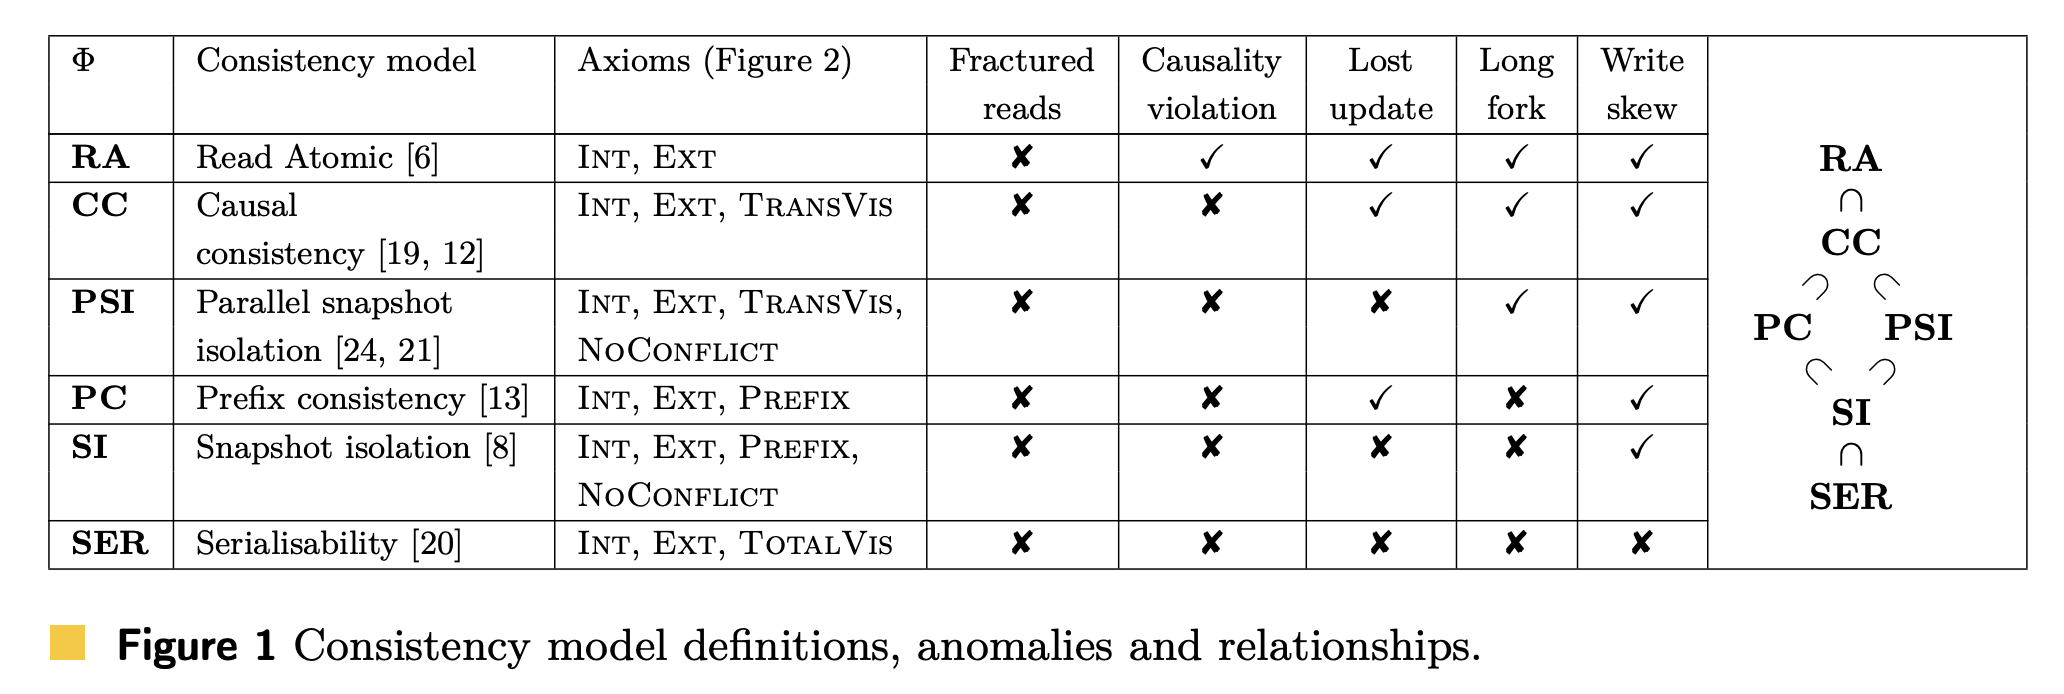 Φ Consistency model Axioms (Figure 2) Fractured reads Causality violation Lost update Long fork Write skew
RA Read Atomic [6] Int, Ext ✘ ✓ ✓ ✓ ✓
CC Causal consistency [19, 12] Int, Ext, TransVis ✘ ✘ ✓ ✓ ✓
PSI Parallel snapshot isolation [24, 21] Int, Ext, TransVis, NoConflict ✘ ✘ ✘ ✓ ✓
PC Prefix consistency [13] Int, Ext, Prefix ✘ ✘ ✓ ✘ ✓
SI Snapshot isolation [8] Int, Ext, Prefix, NoConflict ✘ ✘ ✘ ✘ ✓
SER Serialisability [20] Int, Ext, TotalVis ✘ ✘ ✘ ✘ ✘
RA
∩
CC
∩ ∩
PC PSI
∩ ∩
SI
∩
SER
Figure 1 Consistency model definitions, anomalies and relationships.